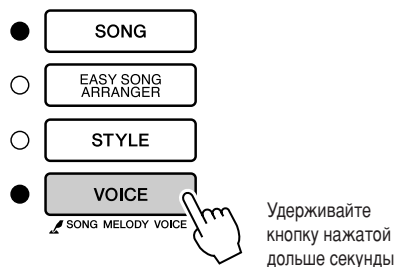 SONG
EASY SONG
ARRANGER
STYLE
VOICE
SONG MELODY VOICE
Удерживайте
кнопку нажатой
дольше секунды